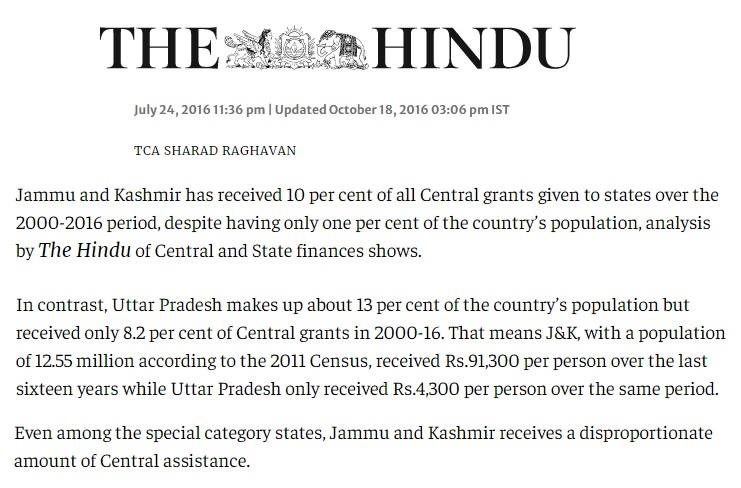 THE HINDU
July 24, 2016 11:36 pm | Updated October 18, 2016 03:06 pm IST
TCA SHARAD RAGHAVAN
Jammu and Kashmir has received 10 per cent of all Central grants given to states over the
2000-2016 period, despite having only one per cent of the country’s population, analysis
by The Hindu of Central and State finances shows.
In contrast, Uttar Pradesh makes up about 13 per cent of the country’s population but
received only 8.2 per cent of Central grants in 2000-16. That means J&K, with a population
of 12.55 million according to the 2011 Census, received Rs.91,300 per person over the last
sixteen years while Uttar Pradesh only received Rs.4,300 per person over the same period.
Even among the special category states, Jammu and Kashmir receives a disproportionate
amount of Central assistance.